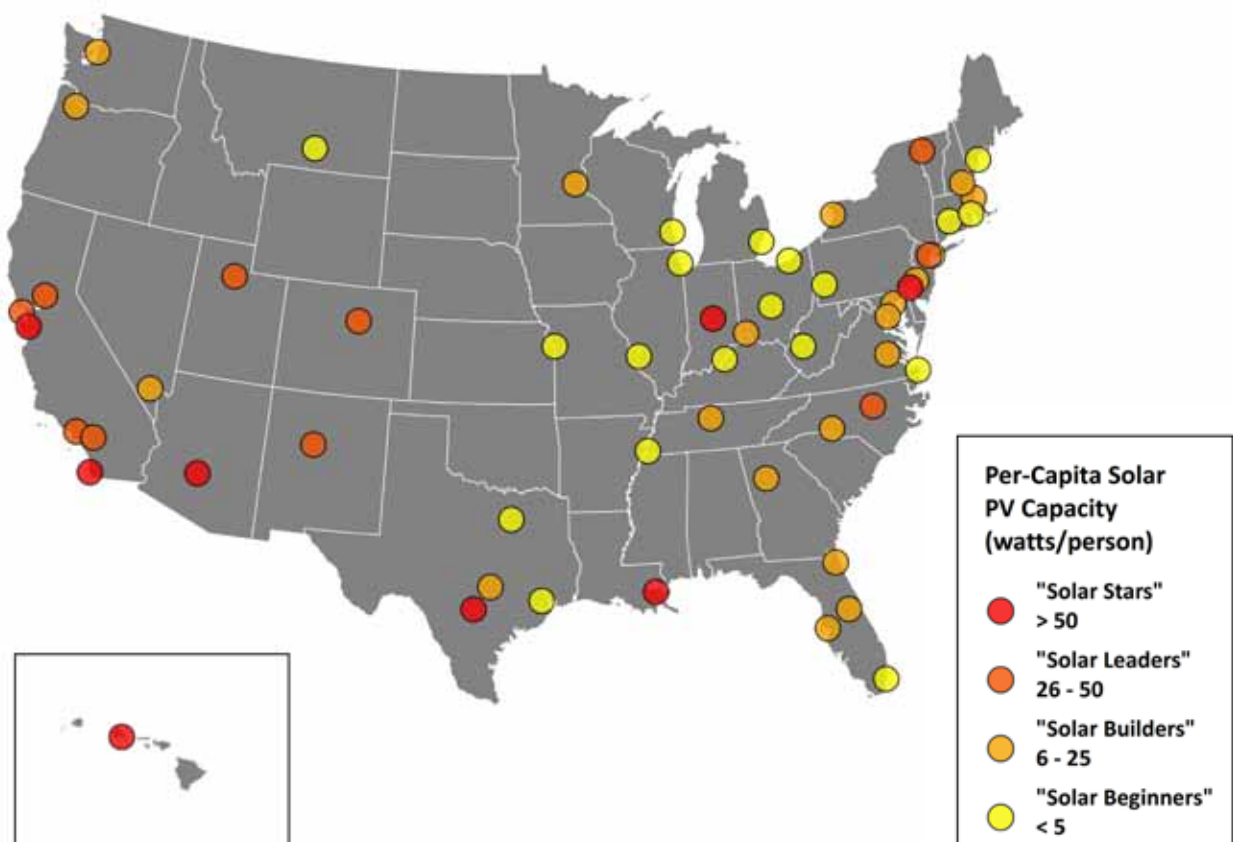 Per-Capita Solar
PV Capacity
(watts/person)
"Solar Stars"
> 50
"Solar Leaders"
26 - 50
"Solar Builders"
6 - 25
"Solar Beginners"
< 5